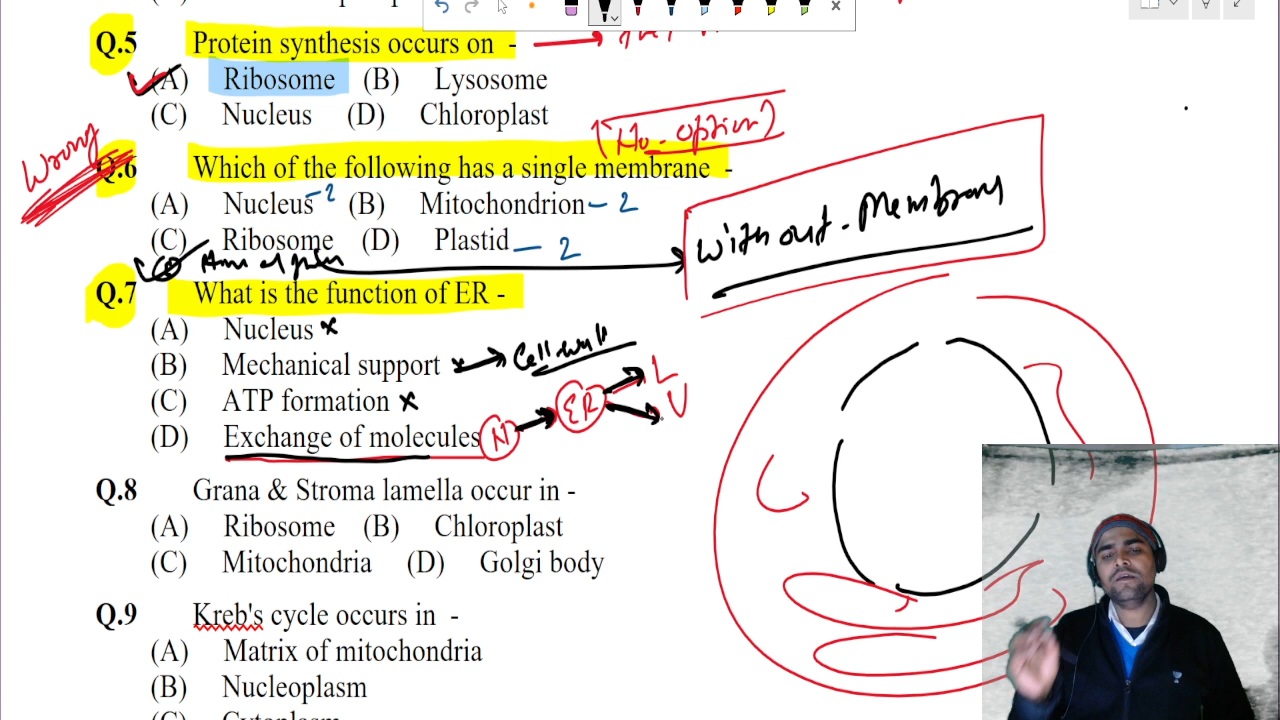 Q.5 Protein synthesis occurs on -
(A) Ribosome (B) Lysosome
(C) Nucleus (D) Chloroplast
(No-option)
Wrong
Q.6 Which of the following has a single membrane -
(A) Nucleus -2 (B) Mitochondrion - 2
(C) Ribosome (D) Plastid - 2
without-Membrane
Q.7 What is the function of ER -
(A) Nucleus x
(B) Mechanical support x → Cell wall
(C) ATP formation x
(D) Exchange of molecules N → ER L
V
Q.8 Grana & Stroma lamella occur in -
(A) Ribosome (B) Chloroplast
(C) Mitochondria (D) Golgi body
Q.9 Kreb's cycle occurs in -
(A) Matrix of mitochondria
(B) Nucleoplasm
(C) Cytoplasm